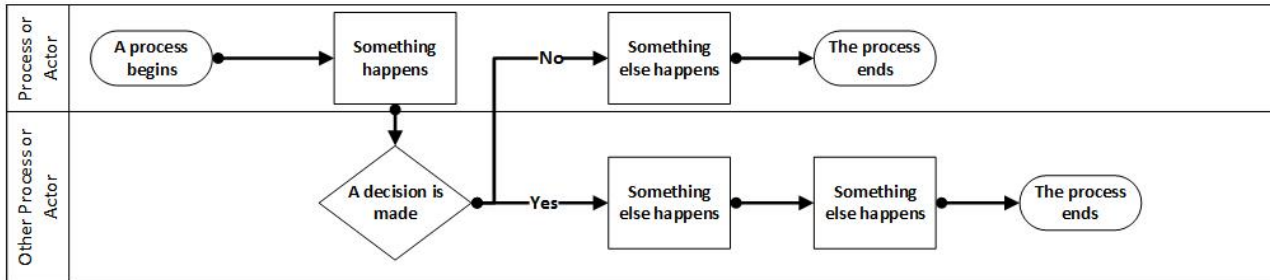 Process or
Actor
A process
begins
Something
happens
No
Something
else happens
The process
ends
Other Process or
Actor
A decision is
made
Yes
Something
else happens
Something
else happens
The process
ends